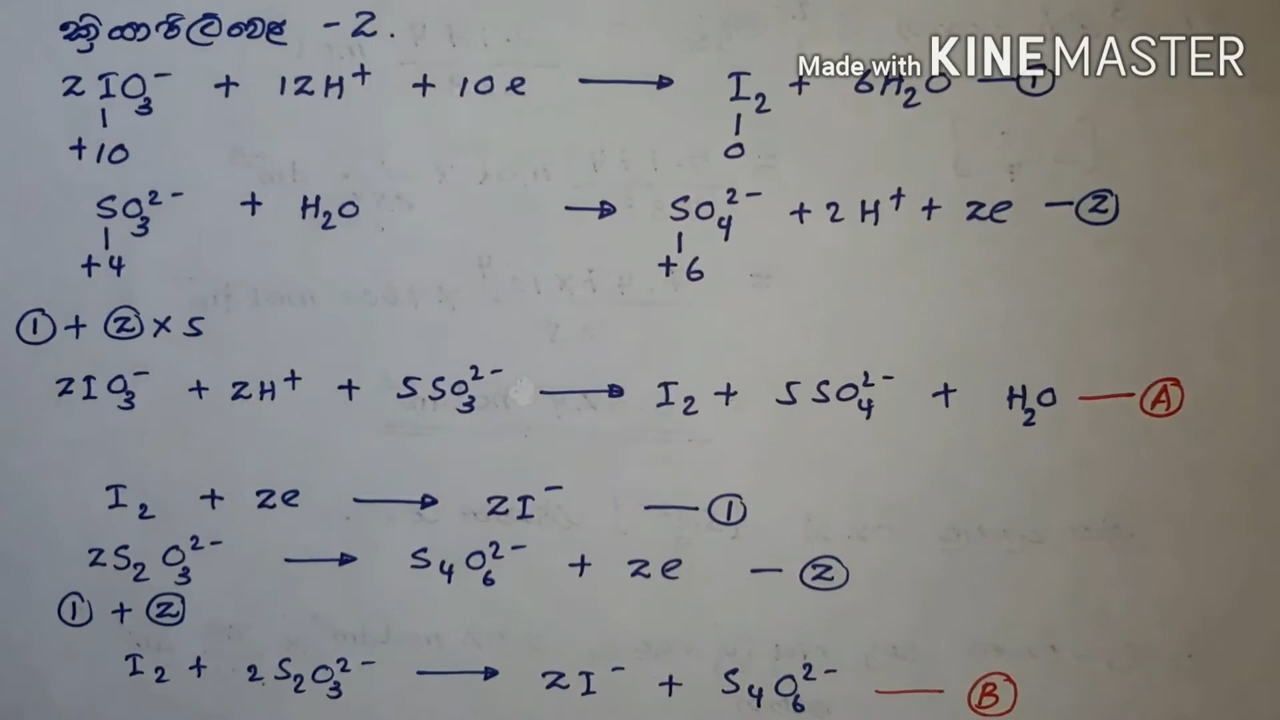 ක්‍රියාපිලිවෙළ - 2.
Made with KINEMASTER
2IO₃⁻ + 12H⁺ + 10e ⟶ I₂ + 6H₂O — ①
+10 0
SO₃²⁻ + H₂O → SO₄²⁻ + 2H⁺ + 2e — ②
+4 +6
① + ② × 5
2IO₃⁻ + 2H⁺ + 5SO₃²⁻ ⟶ I₂ + 5SO₄²⁻ + H₂O — Ⓐ
I₂ + 2e ⟶ 2I⁻ — ①
2S₂O₃²⁻ ⟶ S₄O₆²⁻ + 2e — ②
① + ②
I₂ + 2S₂O₃²⁻ ⟶ 2I⁻ + S₄O₆²⁻ — Ⓑ